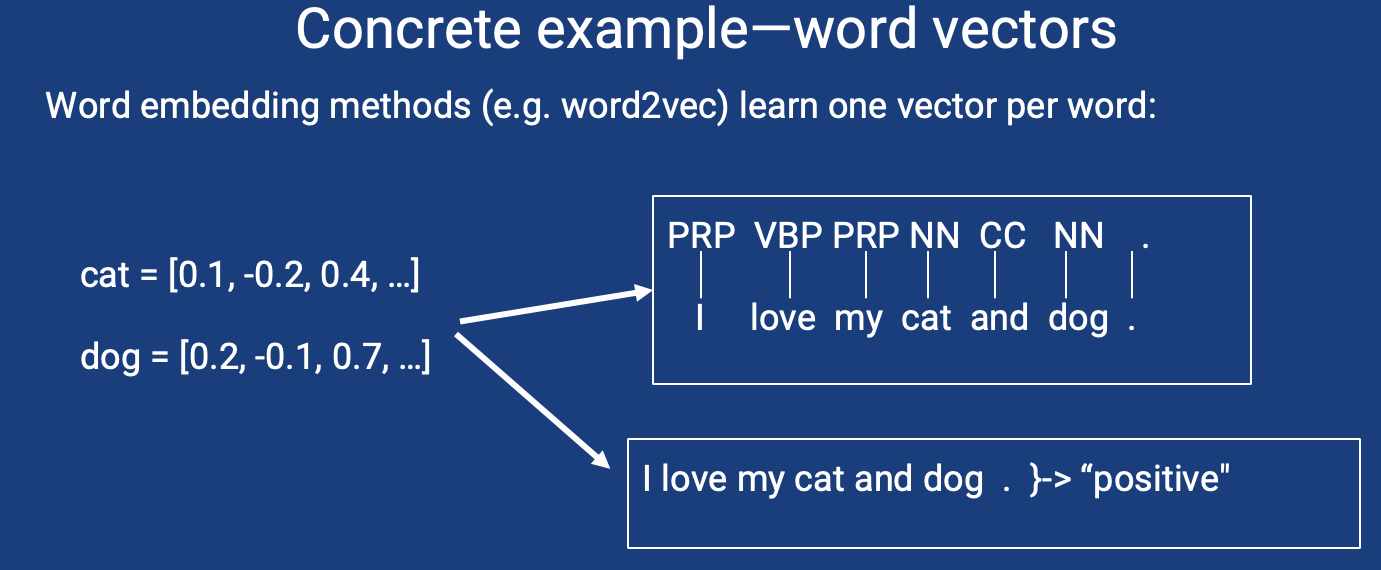 Concrete example—word vectors
Word embedding methods (e.g. word2vec) learn one vector per word:
cat = [0.1, -0.2, 0.4, ...]
dog = [0.2, -0.1, 0.7, ...]
PRP VBP PRP NN CC NN .
I love my cat and dog .
I love my cat and dog . }-> “positive"